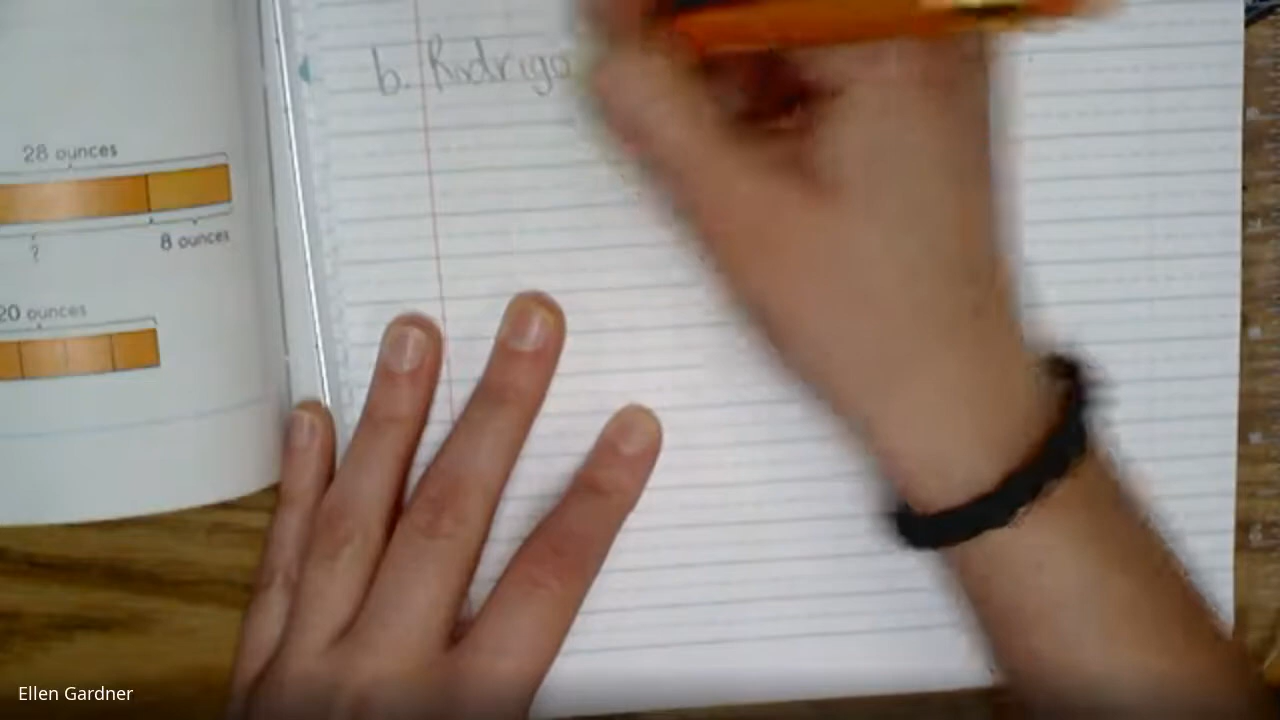 b. Rodrigo
28 ounces
?
8 ounces
20 ounces
Ellen Gardner